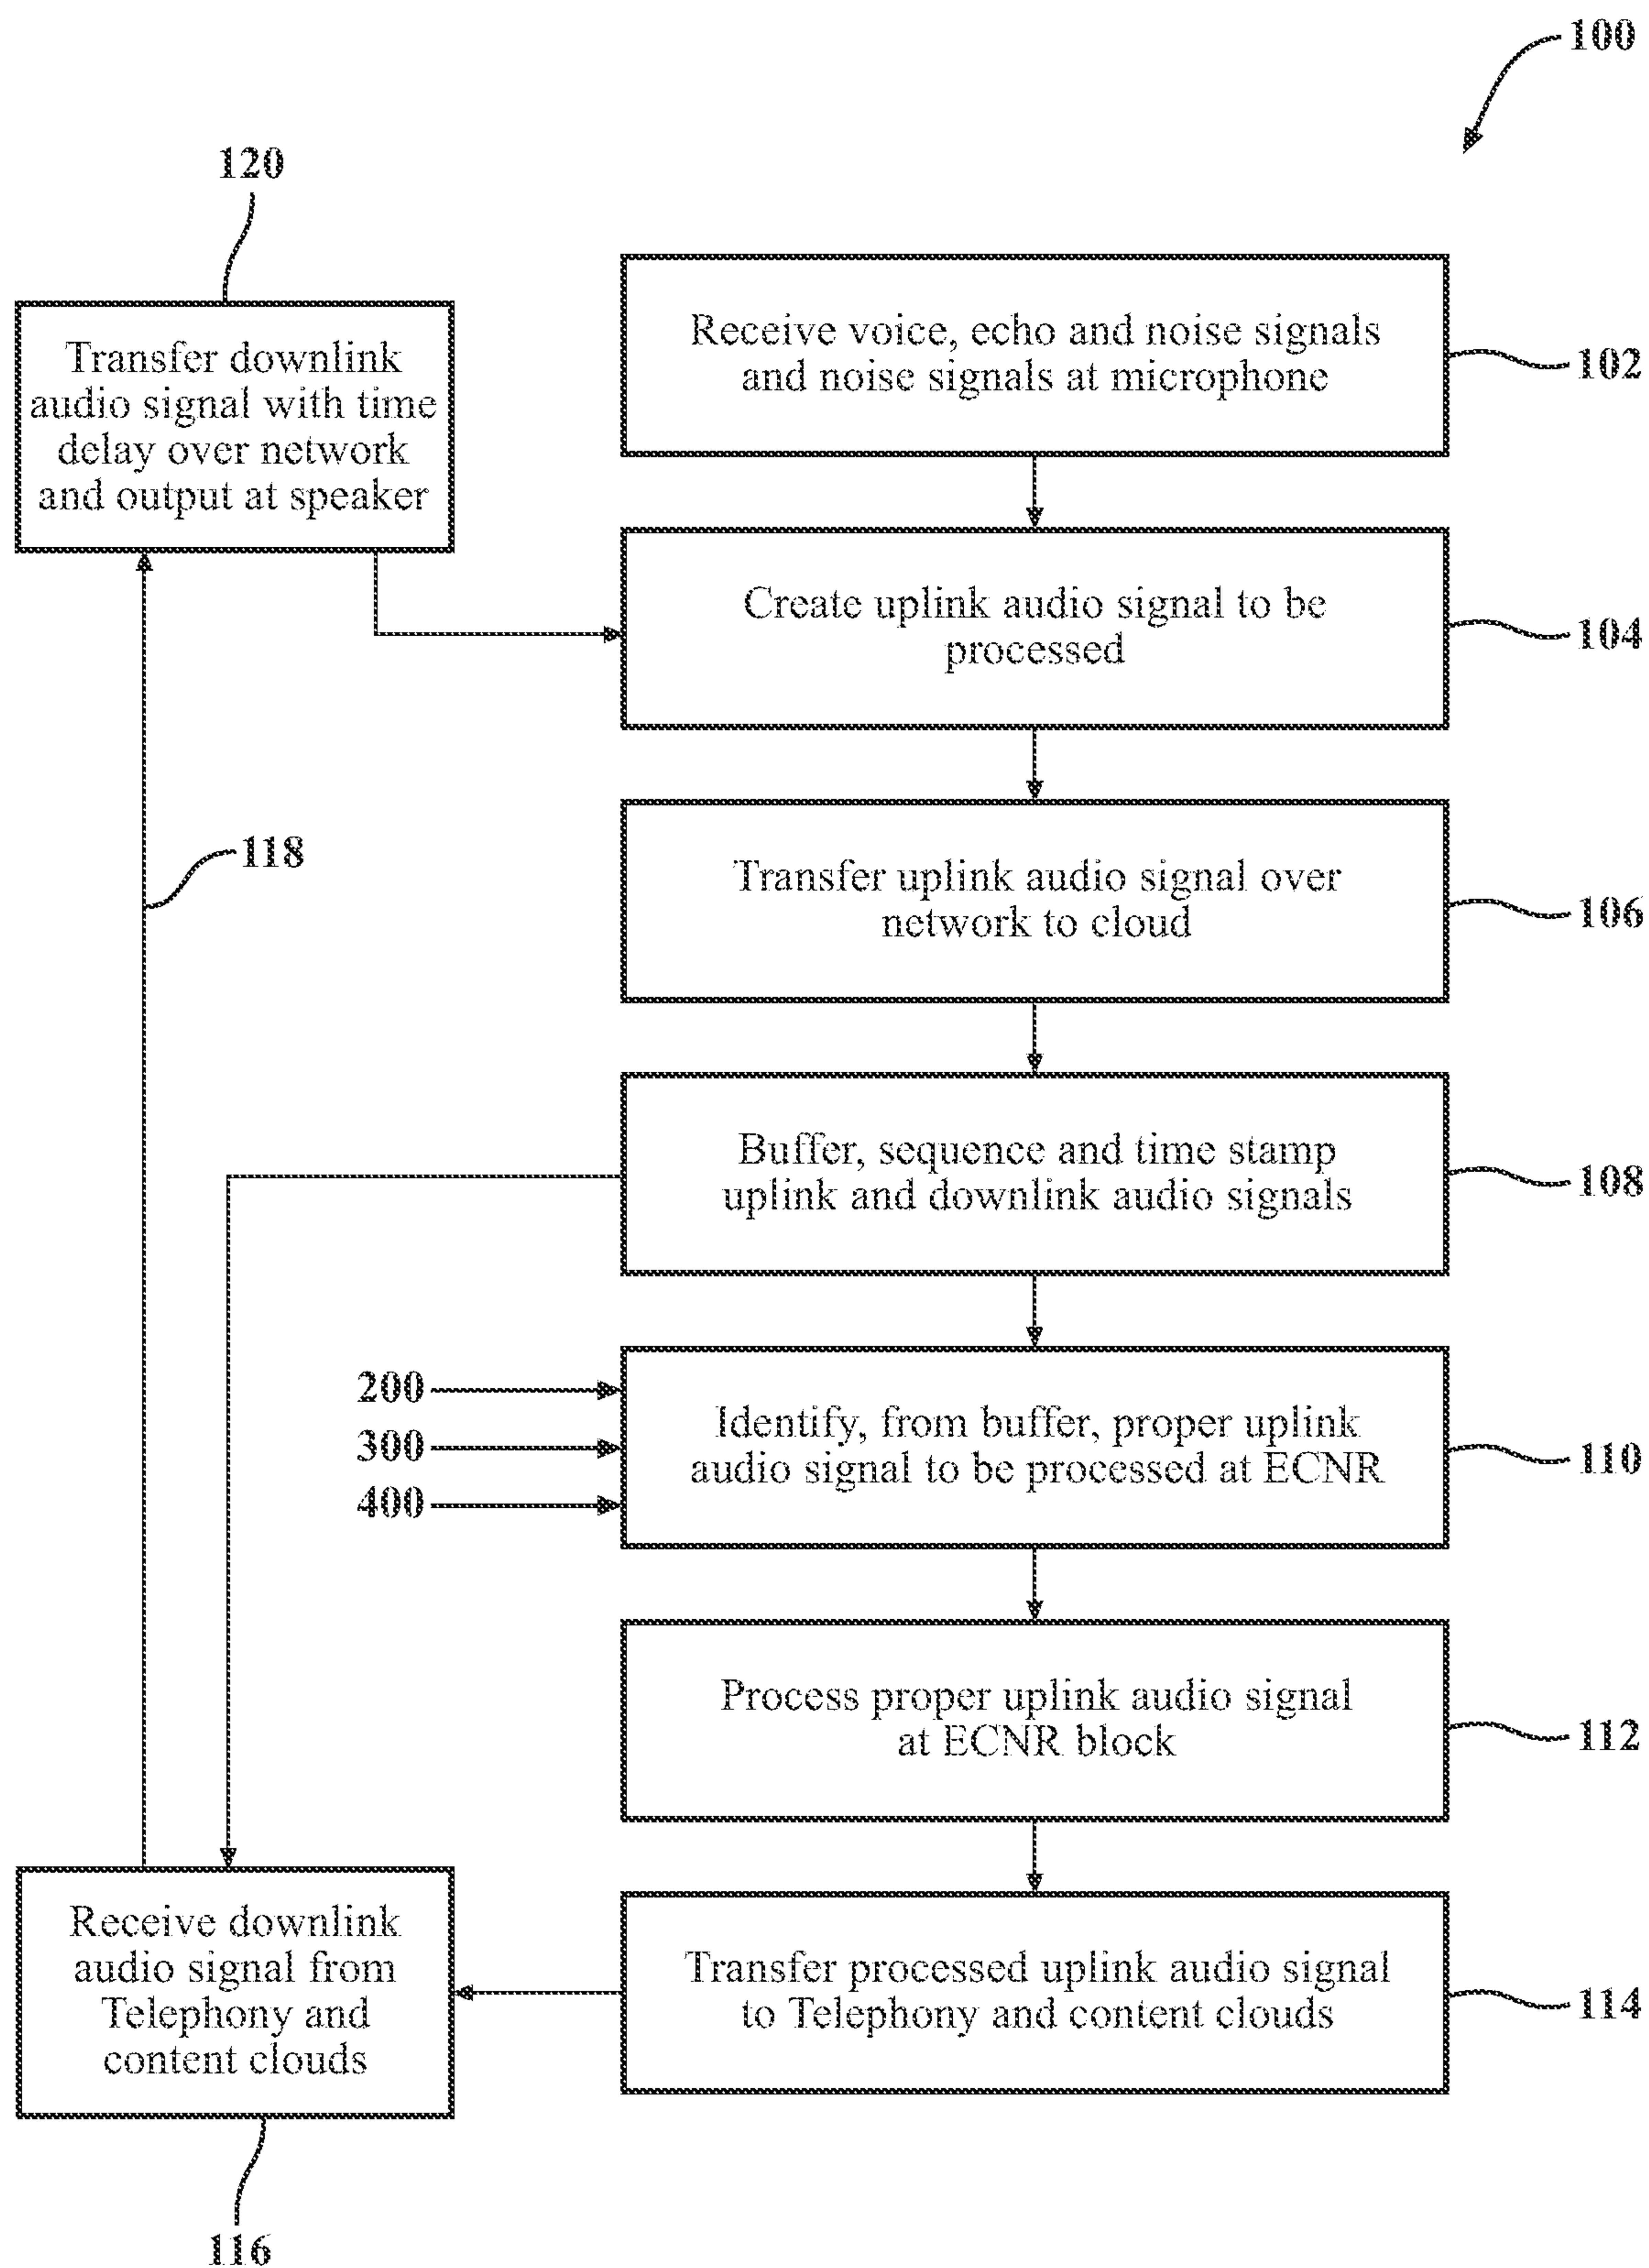 100
120
Transfer downlink
audio signal with time
delay over network
and output at speaker
Receive voice, echo and noise signals
and noise signals at microphone
102
Create uplink audio signal to be
processed
104
118
Transfer uplink audio signal over
network to cloud
106
Buffer, sequence and time stamp
uplink and downlink audio signals
108
200
300
400
Identify, from buffer, proper uplink
audio signal to be processed at ECNR
110
Process proper uplink audio signal
at ECNR block
112
Receive downlink
audio signal from
Telephony and
content clouds
Transfer processed uplink audio signal
to Telephony and content clouds
114
116